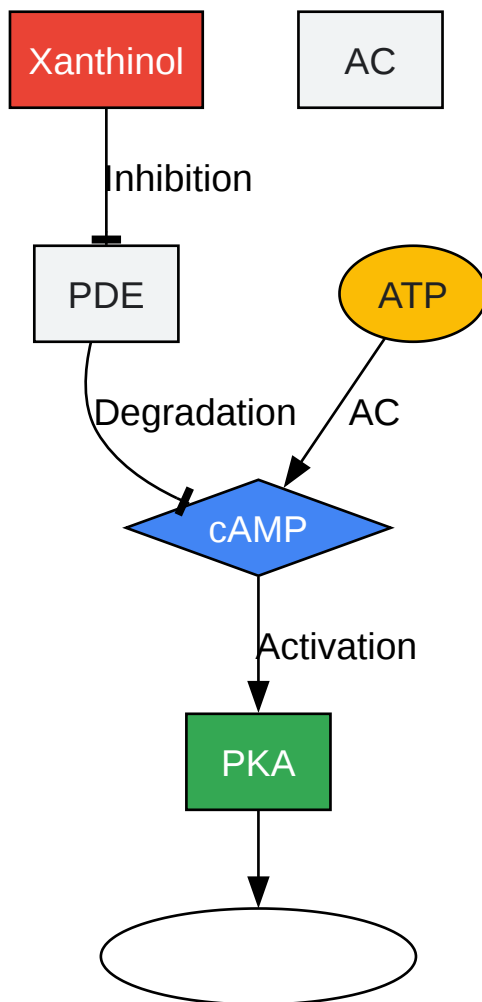 Xanthinol
AC
Inhibition
PDE
ATP
Degradation
AC
cAMP
Activation
PKA